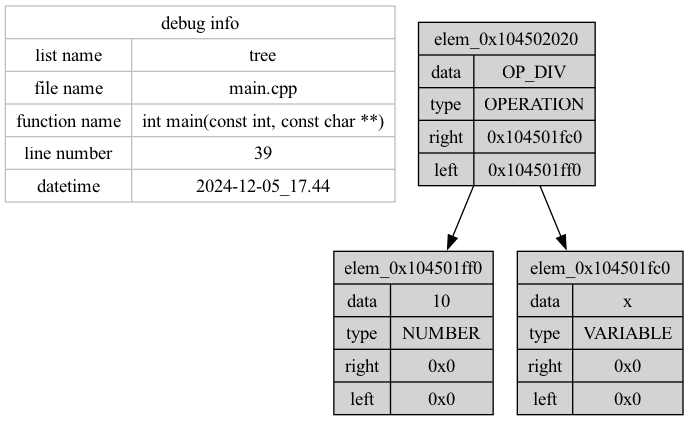 debug info
list name tree
file name main.cpp
function name int main(const int, const char **)
line number 39
datetime 2024-12-05_17.44
elem_0x104502020
data OP_DIV
type OPERATION
right 0x104501fc0
left 0x104501ff0
elem_0x104501ff0
data 10
type NUMBER
right 0x0
left 0x0
elem_0x104501fc0
data x
type VARIABLE
right 0x0
left 0x0